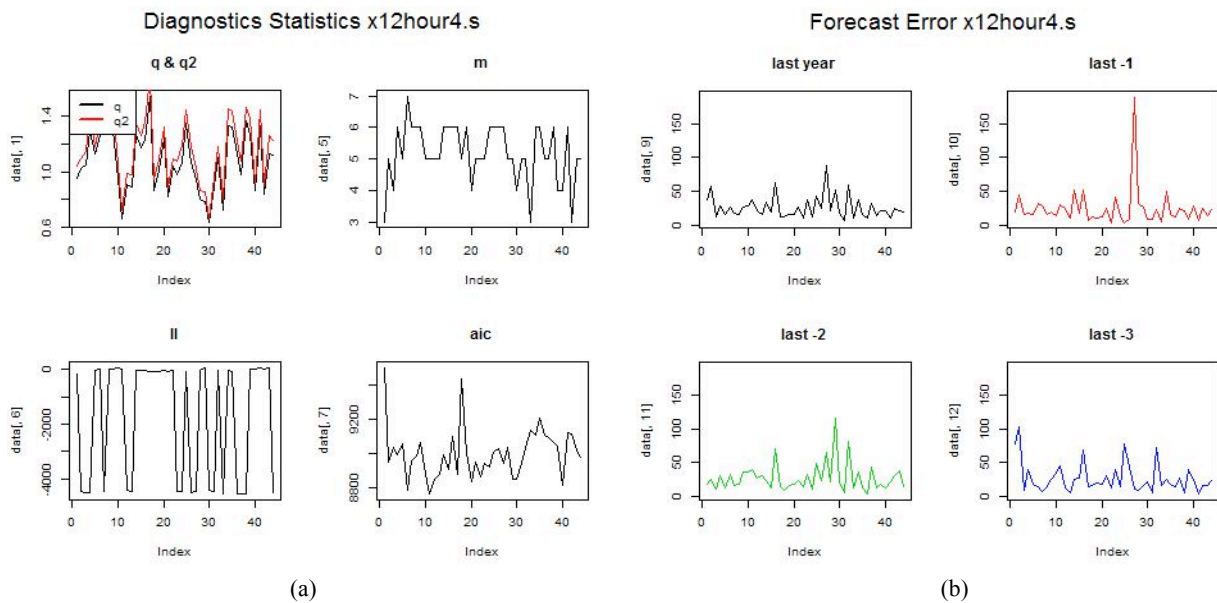 Diagnostics Statistics x12hour4.s
q & q2
q
q2
data[, 1]
0.6 1.0 1.4
0 10 20 30 40
Index
m
data[, 5]
3 4 5 6 7
0 10 20 30 40
Index
ll
data[, 6]
-4000 -2000 0
0 10 20 30 40
Index
aic
data[, 7]
8800 9200
0 10 20 30 40
Index
(a)
Forecast Error x12hour4.s
last year
data[, 9]
0 50 100 150
0 10 20 30 40
Index
last -1
data[, 10]
0 50 100 150
0 10 20 30 40
Index
last -2
data[, 11]
0 50 100 150
0 10 20 30 40
Index
last -3
data[, 12]
0 50 100 150
0 10 20 30 40
Index
(b)